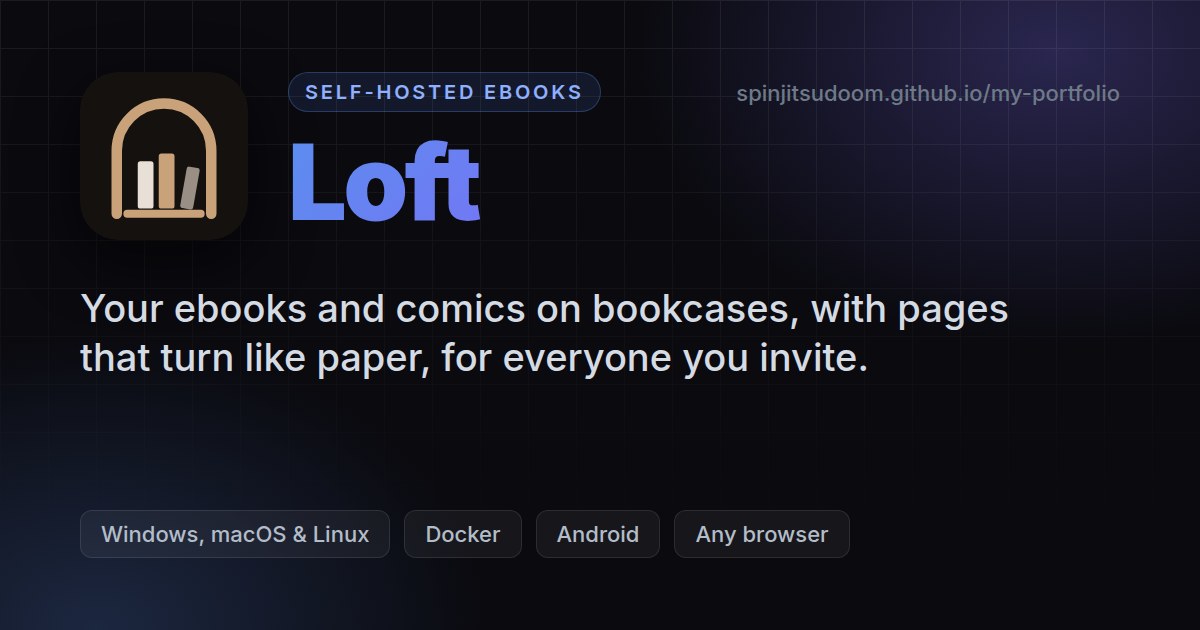 SELF-HOSTED EBOOKS
spinjitsudoom.github.io/my-portfolio
Loft
Your ebooks and comics on bookcases, with pages
that turn like paper, for everyone you invite.
Windows, macOS & Linux
Docker
Android
Any browser